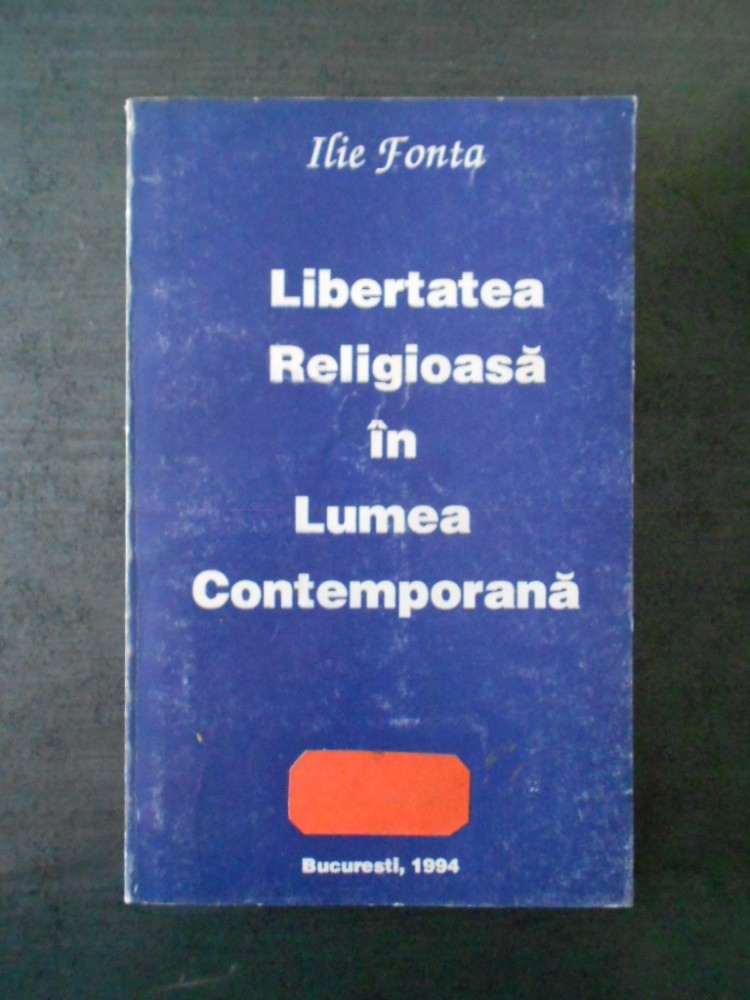 Ilie Fonta
Libertatea
Religioasă
în
Lumea
Contemporană
Bucuresti, 1994